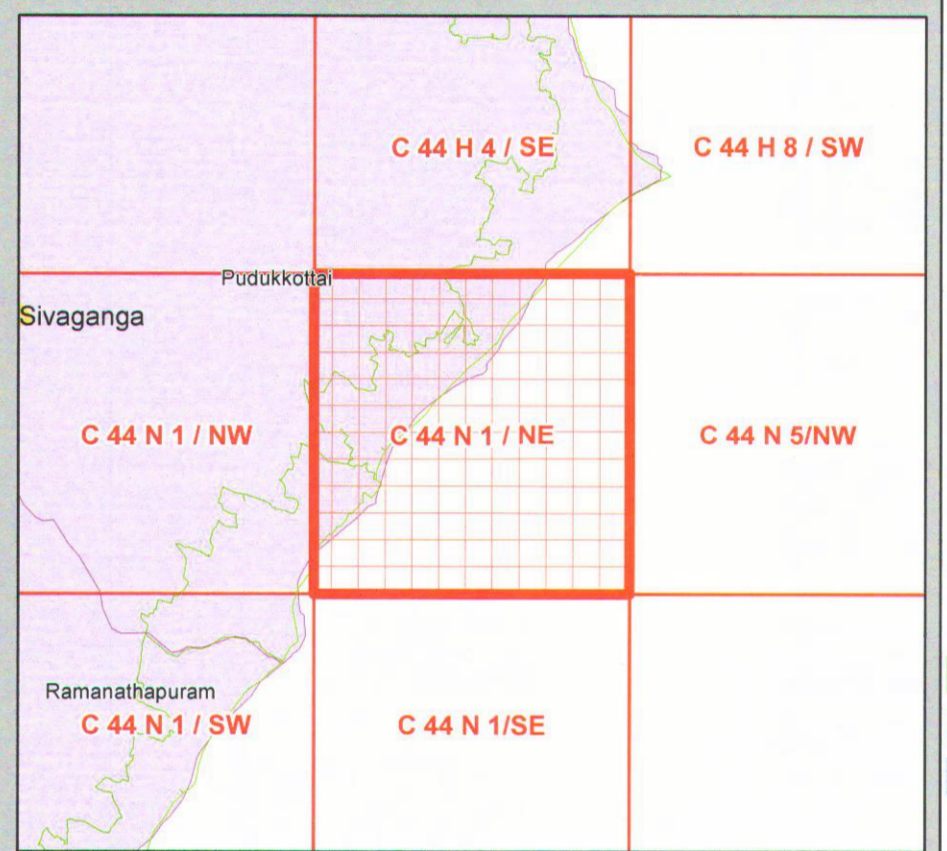 C 44 H 4 / SE
C 44 H 8 / SW
Pudukkottai
Sivaganga
C 44 N 1 / NW
C 44 N 1 / NE
C 44 N 5/NW
Ramanathapuram
C 44 N 1 / SW
C 44 N 1/SE